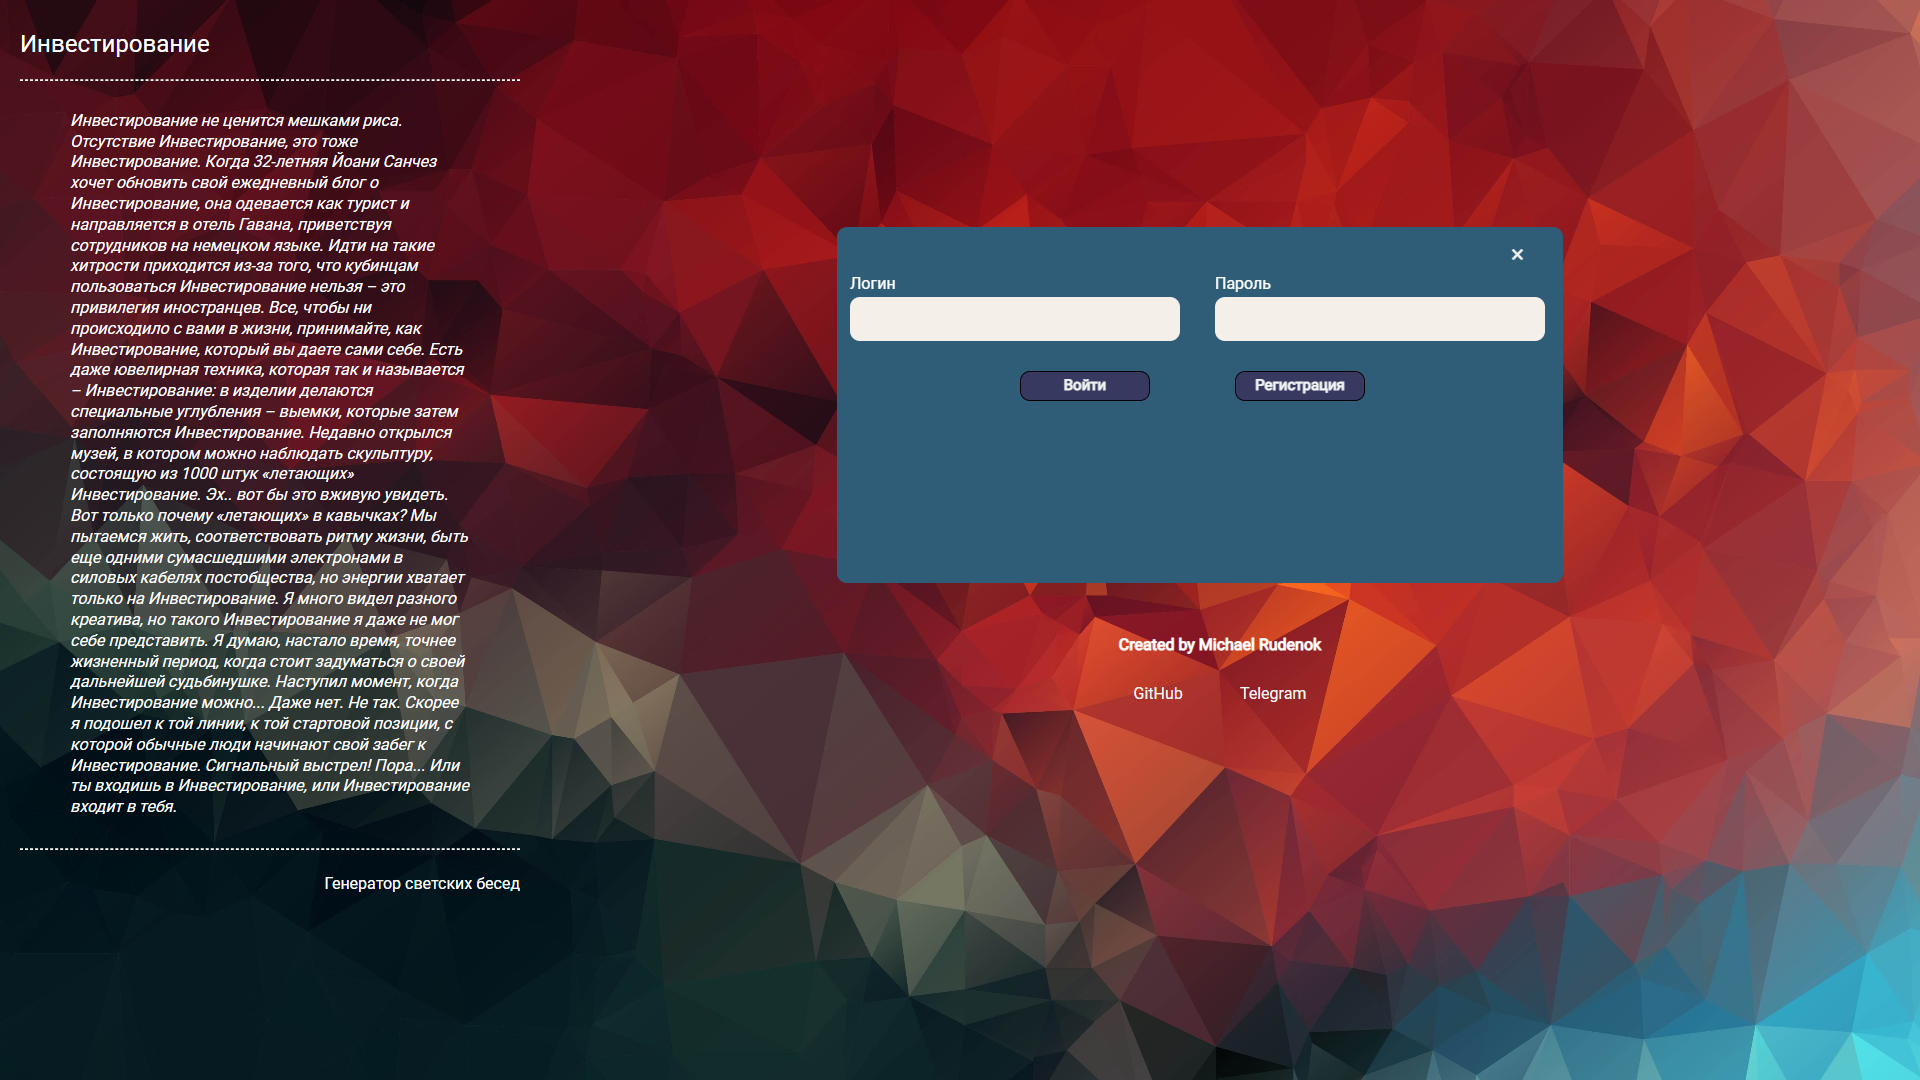 Инвестирование
Инвестирование не ценится мешками риса.
Отсутствие Инвестирование, это тоже
Инвестирование. Когда 32-летняя Йоани Санчез
хочет обновить свой ежедневный блог о
Инвестирование, она одевается как турист и
направляется в отель Гавана, приветствуя
сотрудников на немецком языке. Идти на такие
хитрости приходится из-за того, что кубинцам
пользоваться Инвестирование нельзя – это
привилегия иностранцев. Все, чтобы ни
происходило с вами в жизни, принимайте, как
Инвестирование, который вы даете сами себе. Есть
даже ювелирная техника, которая так и называется
– Инвестирование: в изделии делаются
специальные углубления – выемки, которые затем
заполняются Инвестирование. Недавно открылся
музей, в котором можно наблюдать скульптуру,
состоящую из 1000 штук «летающих»
Инвестирование. Эх.. вот бы это вживую увидеть.
Вот только почему «летающих» в кавычках? Мы
пытаемся жить, соответствовать ритму жизни, быть
еще одними сумасшедшими электронами в
силовых кабелях постобщества, но энергии хватает
только на Инвестирование. Я много видел разного
креатива, но такого Инвестирование я даже не мог
себе представить. Я думаю, настало время, точнее
жизненный период, когда стоит задуматься о своей
дальнейшей судьбинушке. Наступил момент, когда
Инвестирование можно... Даже нет. Не так. Скорее
я подошел к той линии, к той стартовой позиции, с
которой обычные люди начинают свой забег к
Инвестирование. Сигнальный выстрел! Пора... Или
ты входишь в Инвестирование, или Инвестирование
входит в тебя.
Генератор светских бесед
×
Логин
Пароль
Войти
Регистрация
Created by Michael Rudenok
GitHub
Telegram